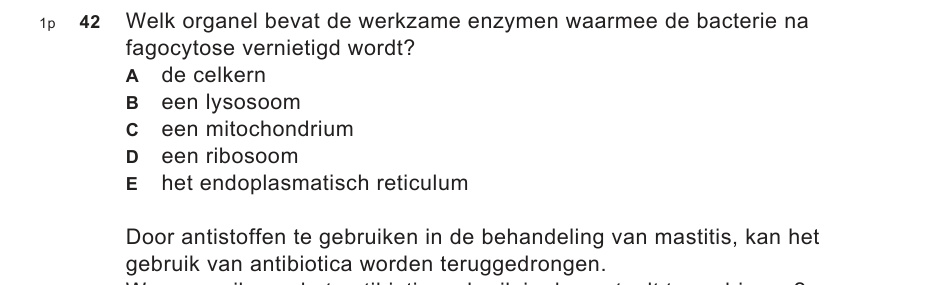 1p 42 Welk organel bevat de werkzame enzymen waarmee de bacterie na
fagocytose vernietigd wordt?
A de celkern
B een lysosoom
C een mitochondrium
D een ribosoom
E het endoplasmatisch reticulum
Door antistoffen te gebruiken in de behandeling van mastitis, kan het
gebruik van antibiotica worden teruggedrongen.